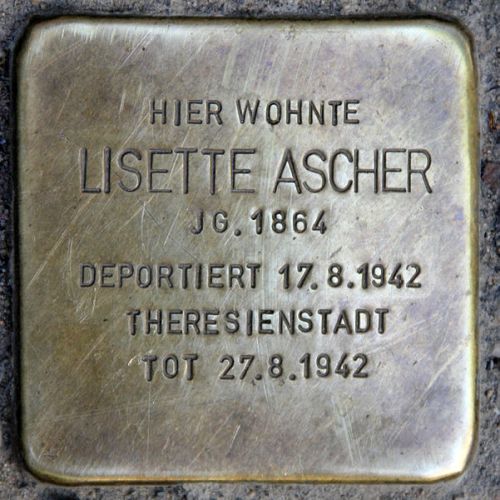 HIER WOHNTE
LISETTE ASCHER
JG. 1864
DEPORTIERT 17.8.1942
THERESIENSTADT
TOT 27.8.1942